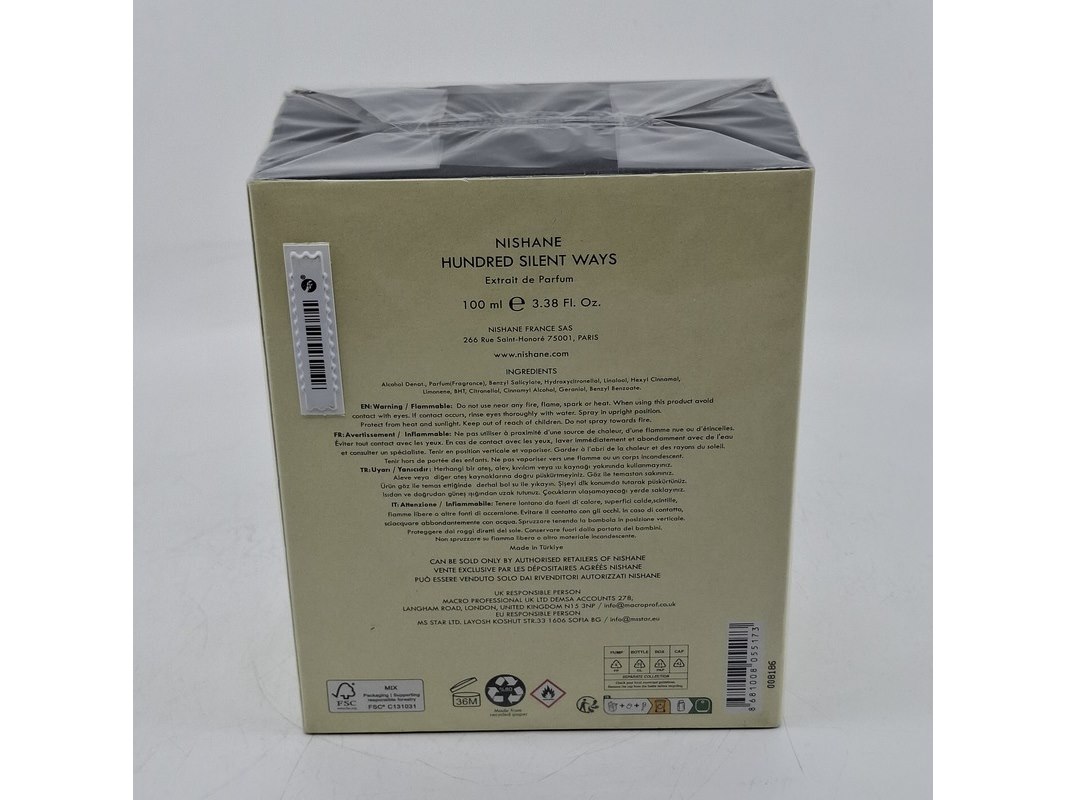 NISHANE
HUNDRED SILENT WAYS
Extrait de Parfum
100 ml ℮ 3.38 Fl. Oz.
NISHANE FRANCE SAS
266 Rue Saint-Honoré 75001, PARIS
www.nishane.com
INGREDIENTS
Alcohol Denat., Parfum(Fragrance), Benzyl Salicylate, Hydroxycitronellal, Linalool, Hexyl Cinnamal,
Limonene, BHT, Citronellol, Cinnamyl Alcohol, Geraniol, Benzyl Benzoate.
EN: Warning / Flammable: Do not use near any fire, flame, spark or heat. When using this product avoid
contact with eyes. If contact occurs, rinse eyes thoroughly with water. Spray in upright position.
Protect from heat and sunlight. Keep out of reach of children. Do not spray towards fire.
FR: Avertissement / Inflammable: Ne pas utiliser à proximité d'une source de chaleur, d'une flamme nue ou d'étincelles.
Éviter tout contact avec les yeux. En cas de contact avec les yeux, laver immédiatement et abondamment avec de l'eau
et consulter un spécialiste. Tenir en position verticale et vaporiser. Garder à l'abri de la chaleur et des rayons du soleil.
Tenir hors de portée des enfants. Ne pas vaporiser vers une flamme ou un corps incandescent.
TR: Uyarı / Yanıcıdır: Herhangi bir ateş, alev, kıvılcım veya ısı kaynağı yakınında kullanmayınız.
Aleve veya diğer ateş kaynaklarına doğru püskürtmeyiniz. Göz ile temastan sakınınız.
Ürün göz ile temas ettiğinde derhal bol su ile yıkayın. Şişeyi dik konumda tutarak püskürtünüz.
Isıdan ve doğrudan güneş ışığından uzak tutunuz. Çocukların ulaşamayacağı yerde saklayınız.
IT: Attenzione / Infiammabile: Tenere lontano da fonti di calore, superfici calde,scintille,
fiamme libere o altre fonti di accensione. Evitare il contatto con gli occhi. In caso di contatto,
sciacquare abbondantemente con acqua. Spruzzare tenendo la bombola in posizione verticale.
Proteggere dai raggi diretti del sole. Conservare fuori dalla portata dei bambini.
Non spruzzare su fiamma libera o altro materiale incandescente.
Made in Türkiye
CAN BE SOLD ONLY BY AUTHORISED RETAILERS OF NISHANE
VENTE EXCLUSIVE PAR LES DÉPOSITAIRES AGRÉÉS NISHANE
PUÒ ESSERE VENDUTO SOLO DAI RIVENDITORI AUTORIZZATI NISHANE
UK RESPONSIBLE PERSON
MACRO PROFESSIONAL UK LTD DEMSA ACCOUNTS 278,
LANGHAM ROAD, LONDON, UNITED KINGDOM N15 3NP / info@macroprof.co.uk
EU RESPONSIBLE PERSON
MS STAR LTD. LAYOSH KOSHUT STR.33 1606 SOFIA BG / info@msstar.eu
PUMP BOTTLE BOX CAP
SEPARATE COLLECTION
FSC
MIX
Packaging | Supporting
responsible forestry
FSC® C131031
36M
Made from
recycled paper
8 681008 055173
008186